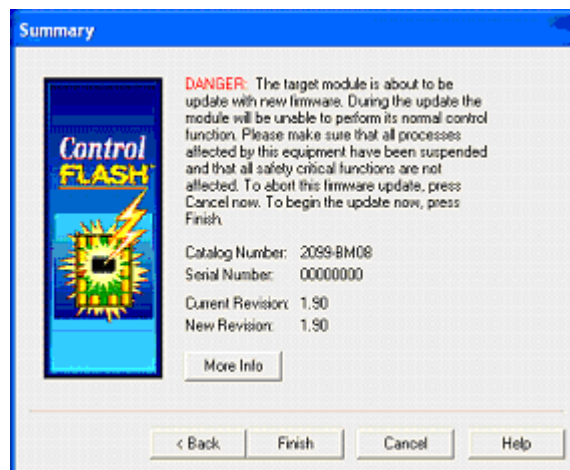 Summary
Control
FLASH
DANGER: The target module is about to be
update with new firmware. During the update the
module will be unable to perform its normal control
function. Please make sure that all processes
affected by this equipment have been suspended
and that all safety critical functions are not
affected. To abort this firmware update, press
Cancel now. To begin the update now, press
Finish.
Catalog Number: 2099-BM08
Serial Number: 00000000
Current Revision: 1.90
New Revision: 1.90
More Info
< Back
Finish
Cancel
Help